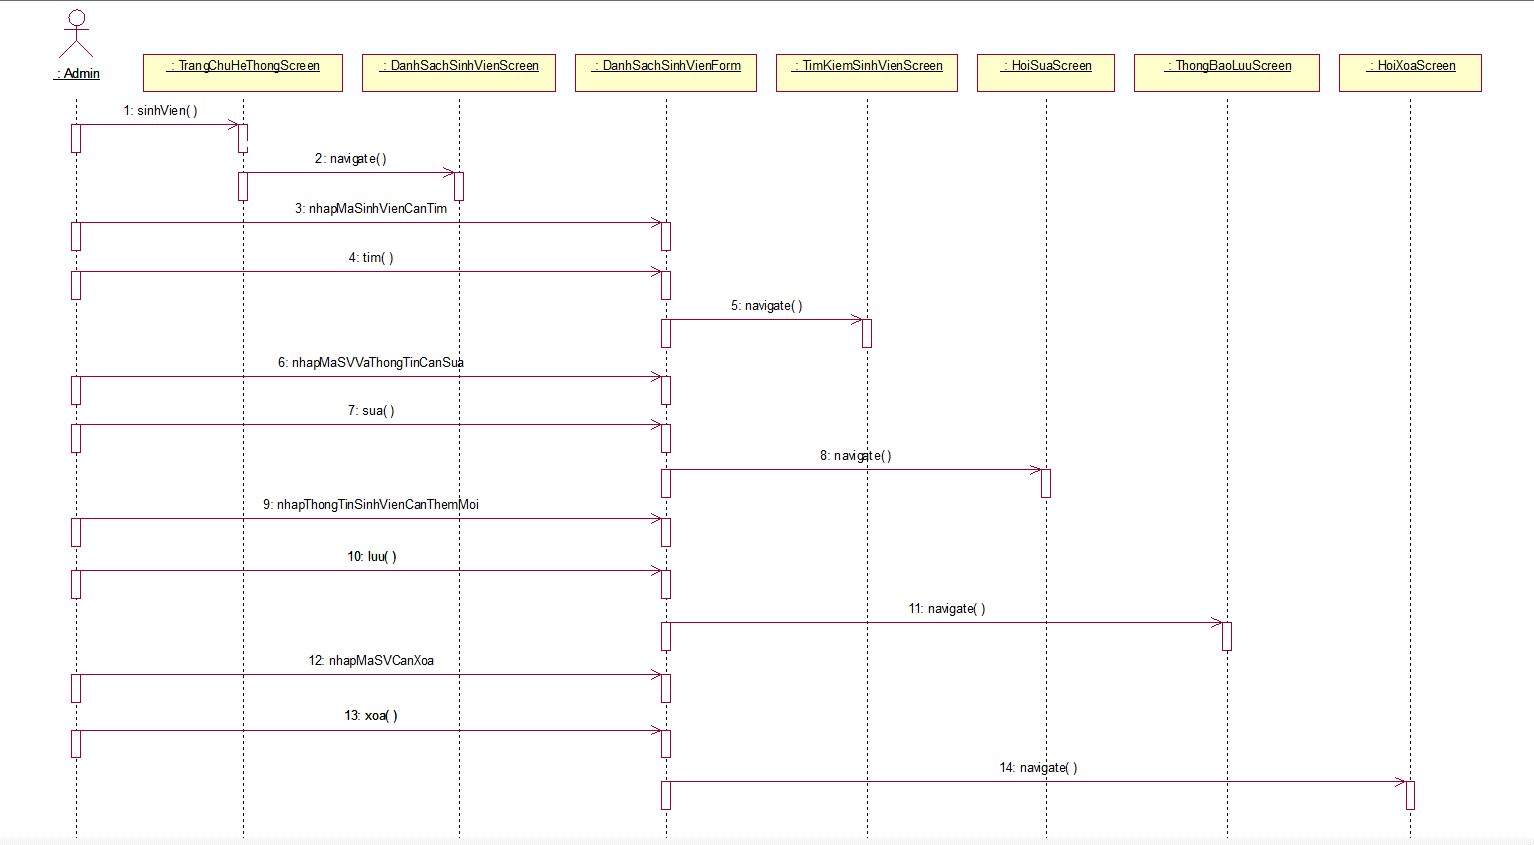 : Admin
: TrangChuHeThongScreen
: DanhSachSinhVienScreen
: DanhSachSinhVienForm
: TimKiemSinhVienScreen
: HoiSuaScreen
: ThongBaoLuuScreen
: HoiXoaScreen
1: sinhVien( )
2: navigate( )
3: nhapMaSinhVienCanTim
4: tim( )
5: navigate( )
6: nhapMaSVVaThongTinCanSua
7: sua( )
8: navigate( )
9: nhapThongTinSinhVienCanThemMoi
10: luu( )
11: navigate( )
12: nhapMaSVCanXoa
13: xoa( )
14: navigate( )